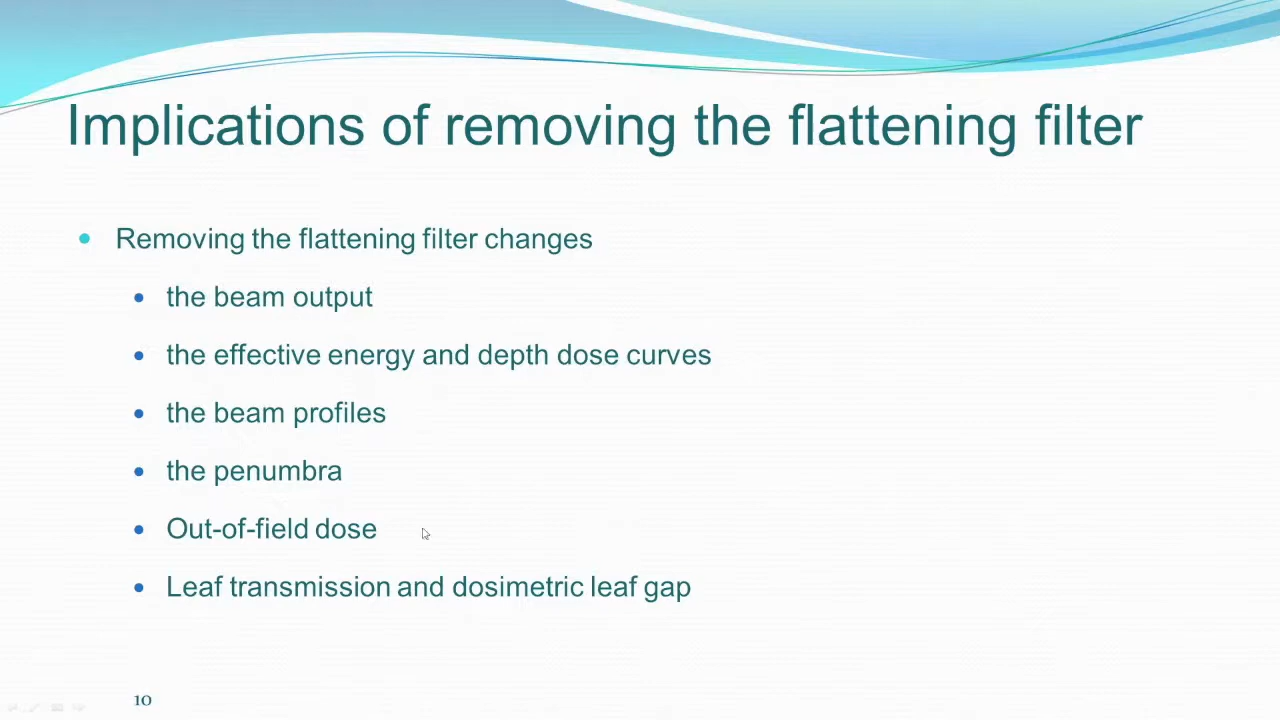 Implications of removing the flattening filter
Removing the flattening filter changes
the beam output
the effective energy and depth dose curves
the beam profiles
the penumbra
Out-of-field dose
Leaf transmission and dosimetric leaf gap
10